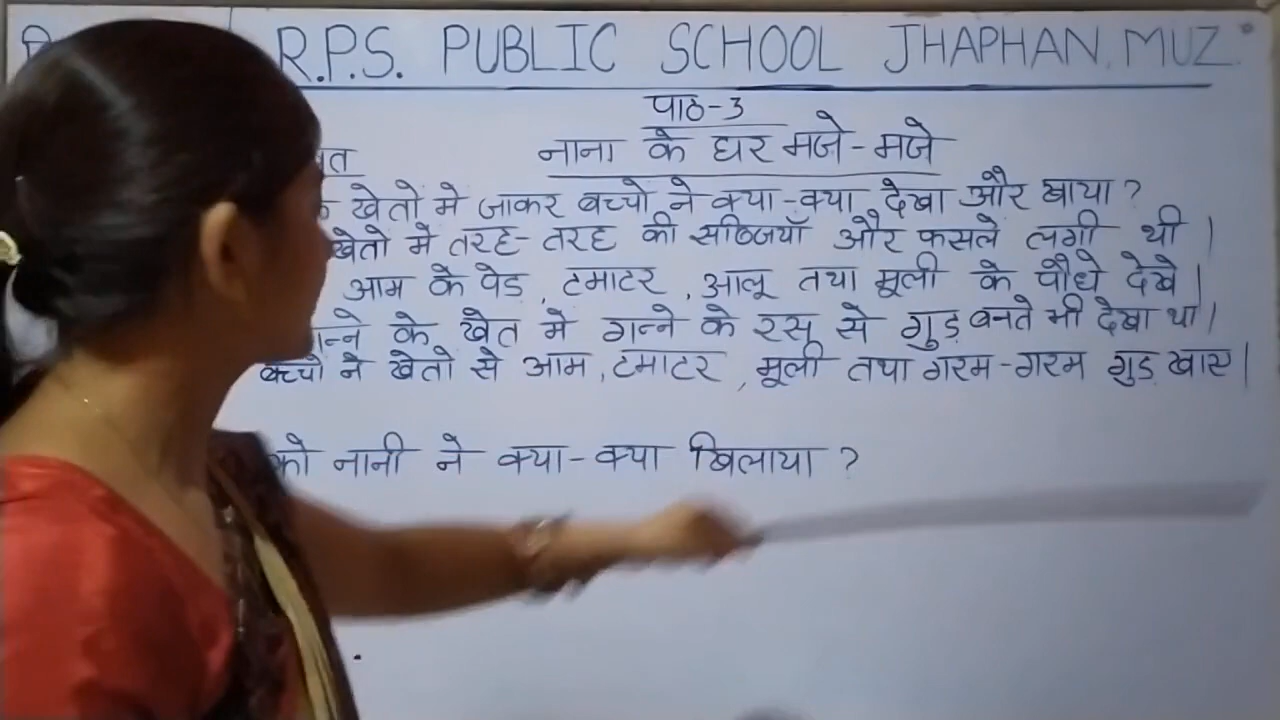 R.P.S. PUBLIC SCHOOL JHAPHAN, MUZ.
पाठ-3
नाना के घर मजे-मजे
खेतों मे जाकर बच्चो ने क्या-क्या देखा और खाया ?
खेतो मे तरह-तरह की सब्जियाँ और फसले लगी थी ।
आम के पेड , टमाटर , आलू तथा मूली के पौधे देखे ।
गन्ने के खेत मे गन्ने के रस से गुड़ बनते भी देखा था ।
बच्चो ने खेतो से आम , टमाटर , मूली तथा गरम-गरम गुड़ खाए ।
को नानी ने क्या-क्या खिलाया ?